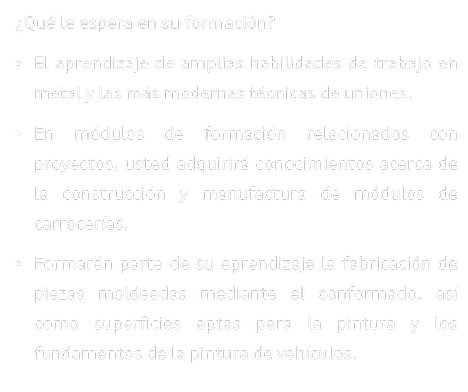 ¿Qué le espera en su formación?
• El aprendizaje de amplias habilidades de trabajo en
metal y las más modernas técnicas de uniones.
• En módulos de formación relacionados con
proyectos, usted adquirirá conocimientos acerca de
la construcción y manufactura de módulos de
carrocerías.
• Formarán parte de su aprendizaje la fabricación de
piezas moldeadas mediante el conformado, así
como superficies aptas para la pintura y los
fundamentos de la pintura de vehículos.